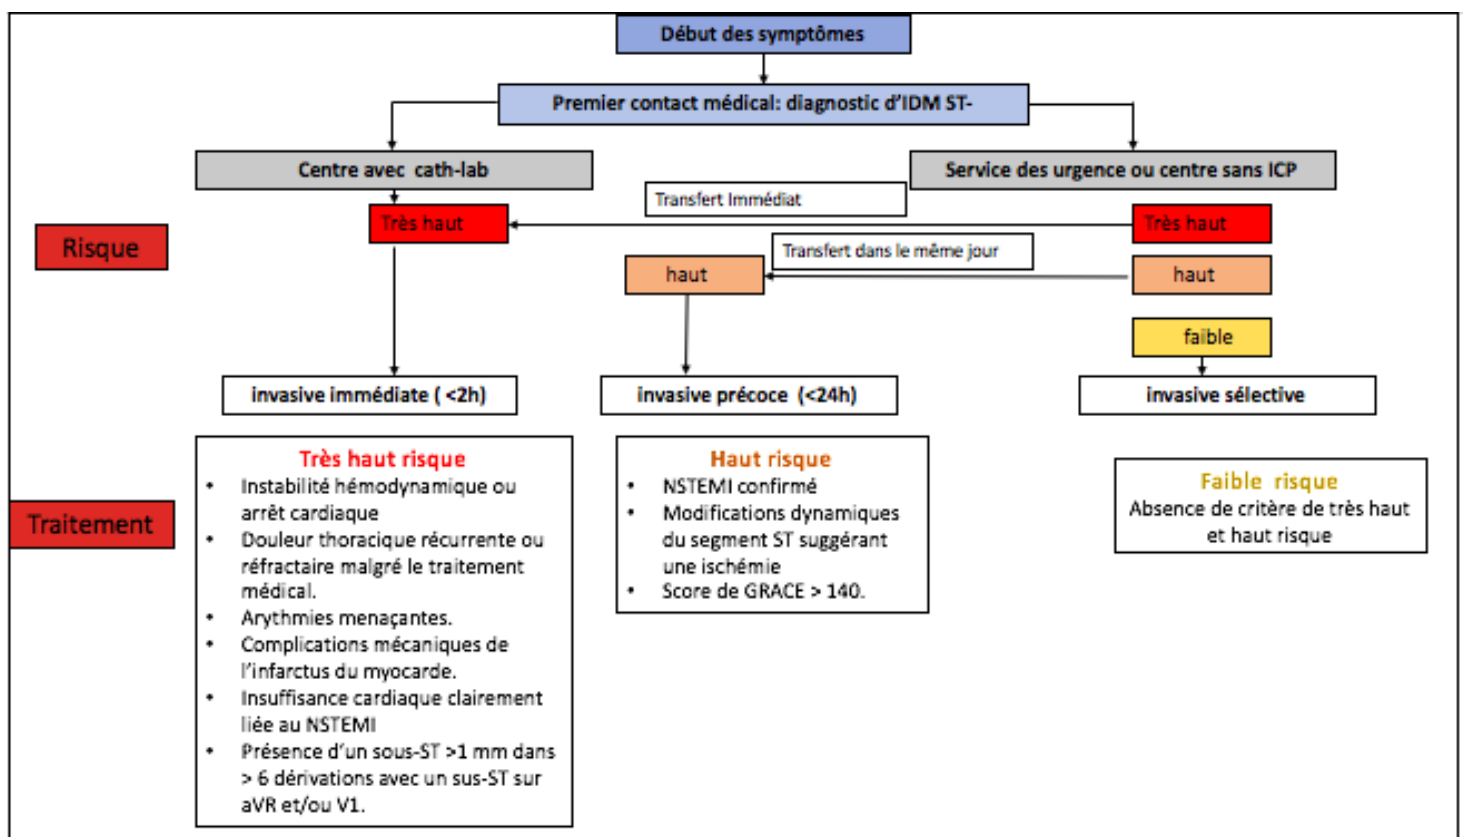 Début des symptômes
Premier contact médical: diagnostic d'IDM ST-
Centre avec cath-lab
Service des urgence ou centre sans ICP
Transfert Immédiat
Très haut
Très haut
Risque
Transfert dans le même jour
haut
haut
faible
invasive immédiate ( <2h)
invasive précoce (<24h)
invasive sélective
Traitement
Très haut risque
• Instabilité hémodynamique ou
arrêt cardiaque
• Douleur thoracique récurrente ou
réfractaire malgré le traitement
médical.
• Arythmies menaçantes.
• Complications mécaniques de
l'infarctus du myocarde.
• Insuffisance cardiaque clairement
liée au NSTEMI
• Présence d'un sous-ST >1 mm dans
> 6 dérivations avec un sus-ST sur
aVR et/ou V1.
Haut risque
• NSTEMI confirmé
• Modifications dynamiques
du segment ST suggérant
une ischémie
• Score de GRACE > 140.
Faible risque
Absence de critère de très haut
et haut risque